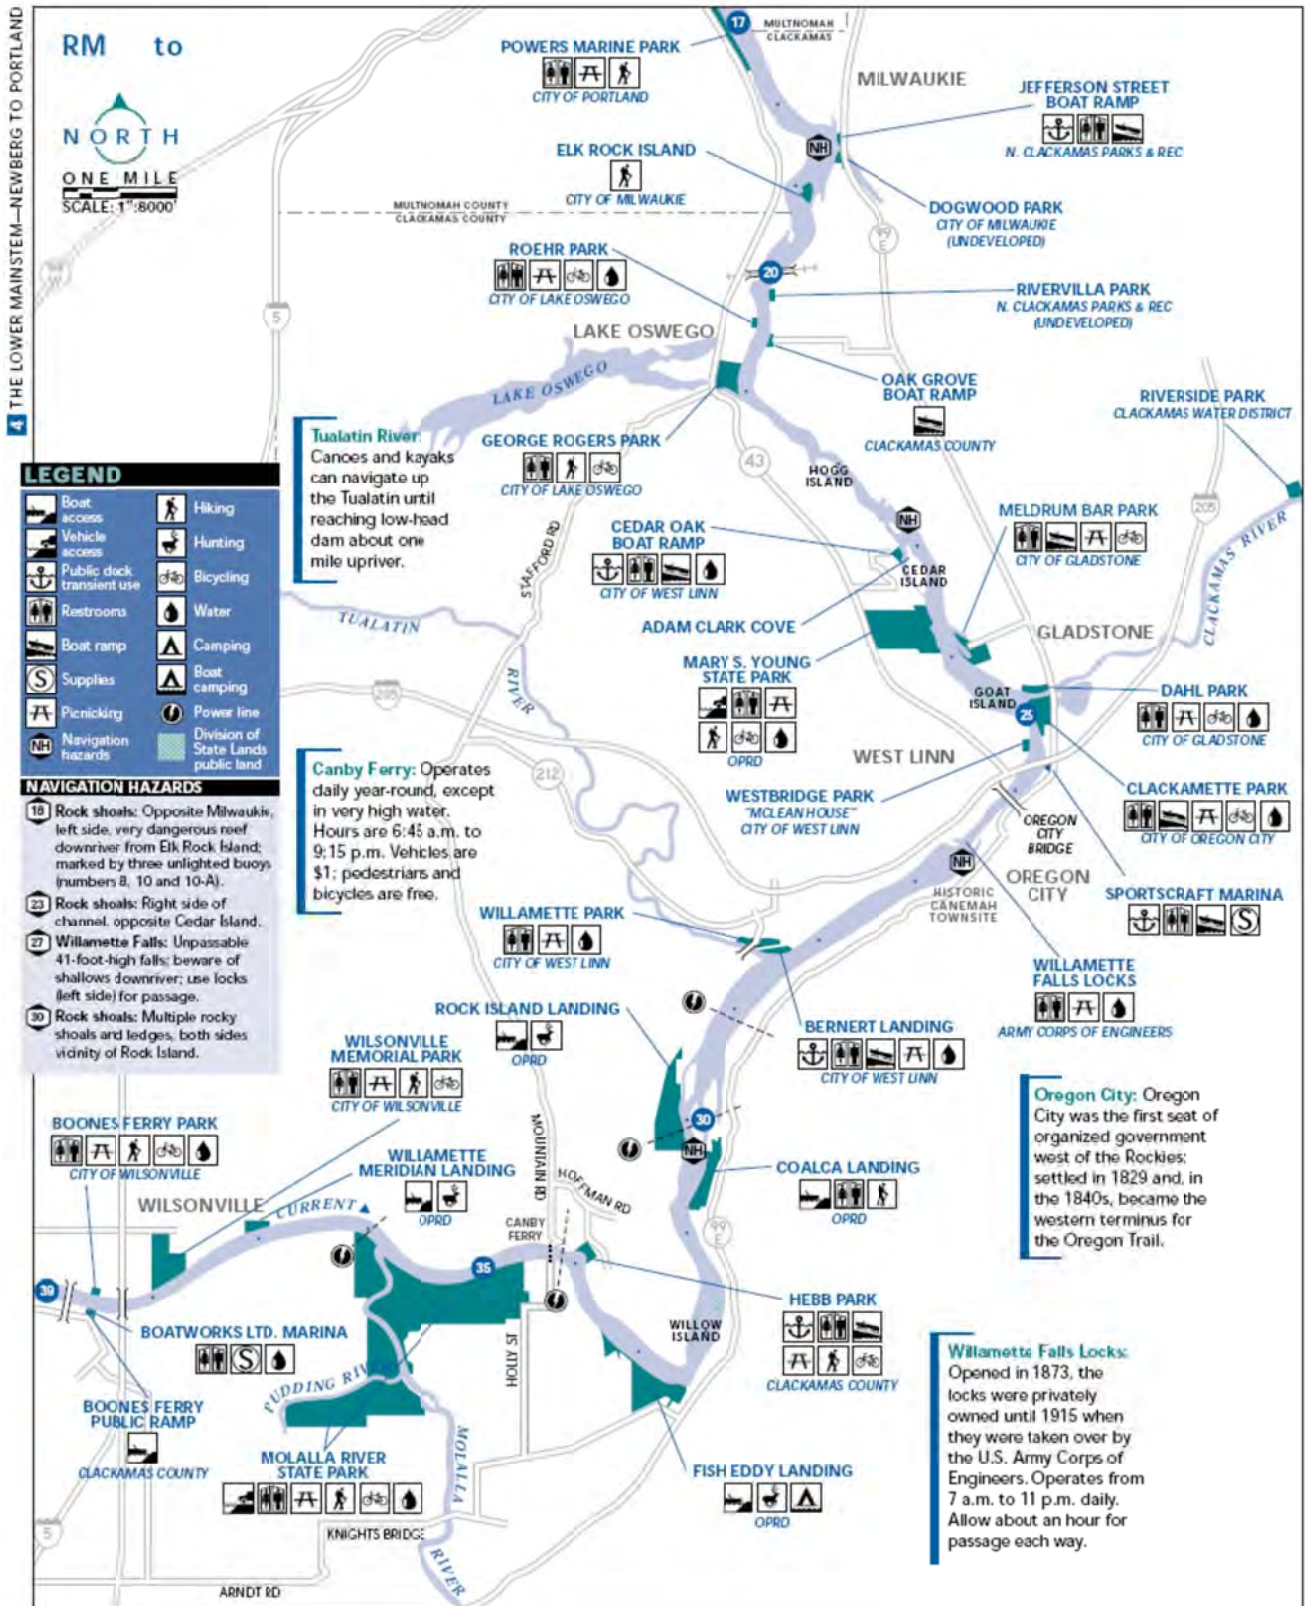 4 THE LOWER MAINSTEM—NEWBERG TO PORTLAND
RM to
NORTH
ONE MILE
SCALE: 1":8000'
17
MULTNOMAH
CLACKAMAS
POWERS MARINE PARK
CITY OF PORTLAND
MILWAUKIE
JEFFERSON STREET
BOAT RAMP
N. CLACKAMAS PARKS & REC
NH
ELK ROCK ISLAND
CITY OF MILWAUKIE
MULTNOMAH COUNTY
CLACKAMAS COUNTY
DOGWOOD PARK
CITY OF MILWAUKIE
(UNDEVELOPED)
99
E
99
W
ROEHR PARK
CITY OF LAKE OSWEGO
20
RIVERVILLA PARK
N. CLACKAMAS PARKS & REC
(UNDEVELOPED)
5
LAKE OSWEGO
LAKE OSWEGO
OAK GROVE
BOAT RAMP
CLACKAMAS COUNTY
RIVERSIDE PARK
CLACKAMAS WATER DISTRICT
Tualatin River:
Canoes and kayaks
can navigate up
the Tualatin until
reaching low-head
dam about one
mile upriver.
GEORGE ROGERS PARK
CITY OF LAKE OSWEGO
43
HOGG
ISLAND
NH
205
LEGEND
Boat
access
Hiking
Vehicle
access
Hunting
Public dock
transient use
Bicycling
Restrooms
Water
Boat ramp
Camping
S
Supplies
Boat
camping
Picnicking
Power line
NH
Navigation
hazards
Division of
State Lands
public land
STAFFORD RD
CEDAR OAK
BOAT RAMP
CITY OF WEST LINN
MELDRUM BAR PARK
CITY OF GLADSTONE
CEDAR
ISLAND
CLACKAMAS RIVER
ADAM CLARK COVE
TUALATIN
RIVER
GLADSTONE
MARY S. YOUNG
STATE PARK
OPRD
205
GOAT
ISLAND
25
DAHL PARK
CITY OF GLADSTONE
WEST LINN
212
Canby Ferry: Operates
daily year-round, except
in very high water.
Hours are 6:45 a.m. to
9:15 p.m. Vehicles are
$1; pedestrians and
bicycles are free.
WESTBRIDGE PARK
"MCLEAN HOUSE"
CITY OF WEST LINN
CLACKAMETTE PARK
CITY OF OREGON CITY
OREGON
CITY
BRIDGE
NAVIGATION HAZARDS
18 Rock shoals: Opposite Milwaukie,
left side, very dangerous reef
downriver from Elk Rock Island;
marked by three unlighted buoys
(numbers 8, 10 and 10-A).
23 Rock shoals: Right side of
channel, opposite Cedar Island.
27 Willamette Falls: Unpassable
41-foot-high falls; beware of
shallows downriver; use locks
(left side) for passage.
30 Rock shoals: Multiple rocky
shoals and ledges, both sides
vicinity of Rock Island.
NH
OREGON
CITY
HISTORIC
CANEMAH
TOWNSITE
SPORTSCRAFT MARINA
S
WILLAMETTE PARK
CITY OF WEST LINN
WILLAMETTE
FALLS LOCKS
ARMY CORPS OF ENGINEERS
ROCK ISLAND LANDING
OPRD
BERNERT LANDING
CITY OF WEST LINN
WILSONVILLE
MEMORIAL PARK
CITY OF WILSONVILLE
Oregon City: Oregon
City was the first seat of
organized government
west of the Rockies;
settled in 1829 and, in
the 1840s, became the
western terminus for
the Oregon Trail.
BOONES FERRY PARK
CITY OF WILSONVILLE
30
NH
MOUNTAIN RD
HOFFMAN RD
WILLAMETTE
MERIDIAN LANDING
OPRD
COALCA LANDING
OPRD
WILSONVILLE
CURRENT
CANBY
FERRY
99
E
35
39
HEBB PARK
CLACKAMAS COUNTY
WILLOW
ISLAND
BOATWORKS LTD. MARINA
S
HOLLY ST
Willamette Falls Locks:
Opened in 1873, the
locks were privately
owned until 1915 when
they were taken over by
the U.S. Army Corps of
Engineers. Operates from
7 a.m. to 11 p.m. daily.
Allow about an hour for
passage each way.
PUDDING RIVER
BOONES FERRY
PUBLIC RAMP
CLACKAMAS COUNTY
MOLALLA RIVER
STATE PARK
MOLALLA
RIVER
FISH EDDY LANDING
OPRD
5
KNIGHTS BRIDGE
ARNDT RD